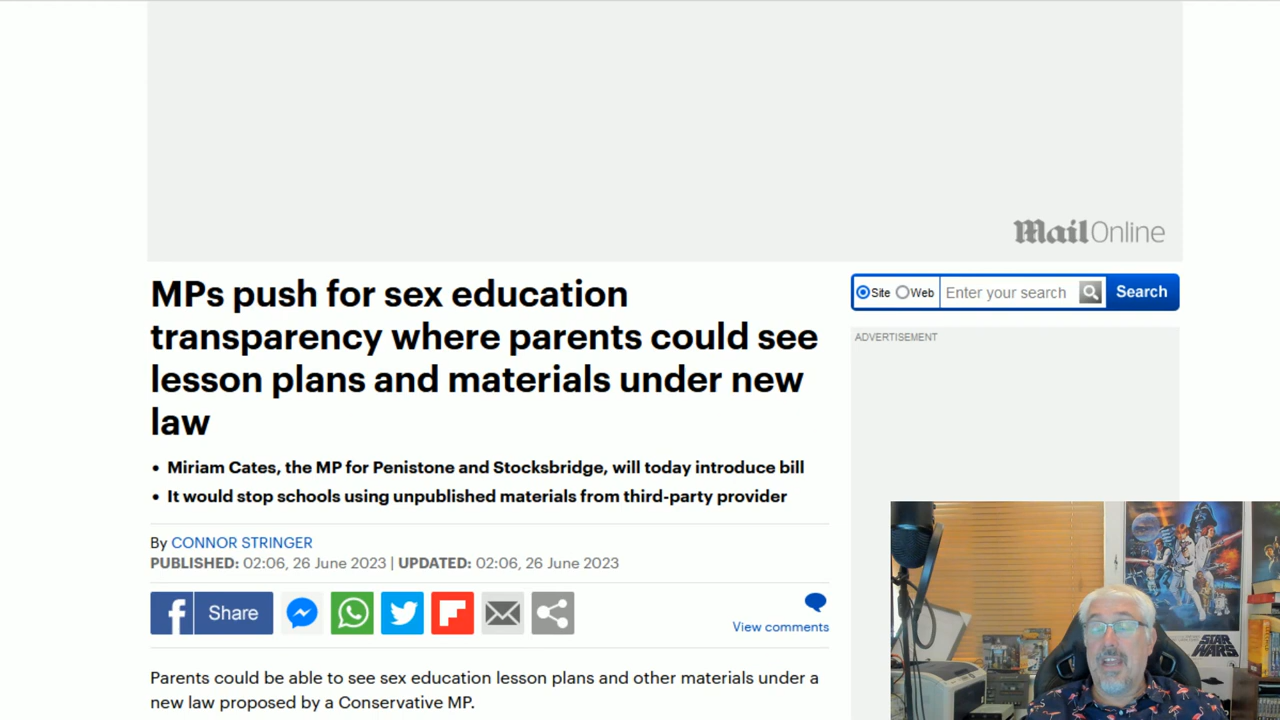 MailOnline
MPs push for sex education
transparency where parents could see
lesson plans and materials under new
law
• Miriam Cates, the MP for Penistone and Stocksbridge, will today introduce bill
• It would stop schools using unpublished materials from third-party provider
By CONNOR STRINGER
PUBLISHED: 02:06, 26 June 2023 | UPDATED: 02:06, 26 June 2023
Share
View comments
Parents could be able to see sex education lesson plans and other materials under a
new law proposed by a Conservative MP.
Site Web Enter your search Search
ADVERTISEMENT
STAR
WARS